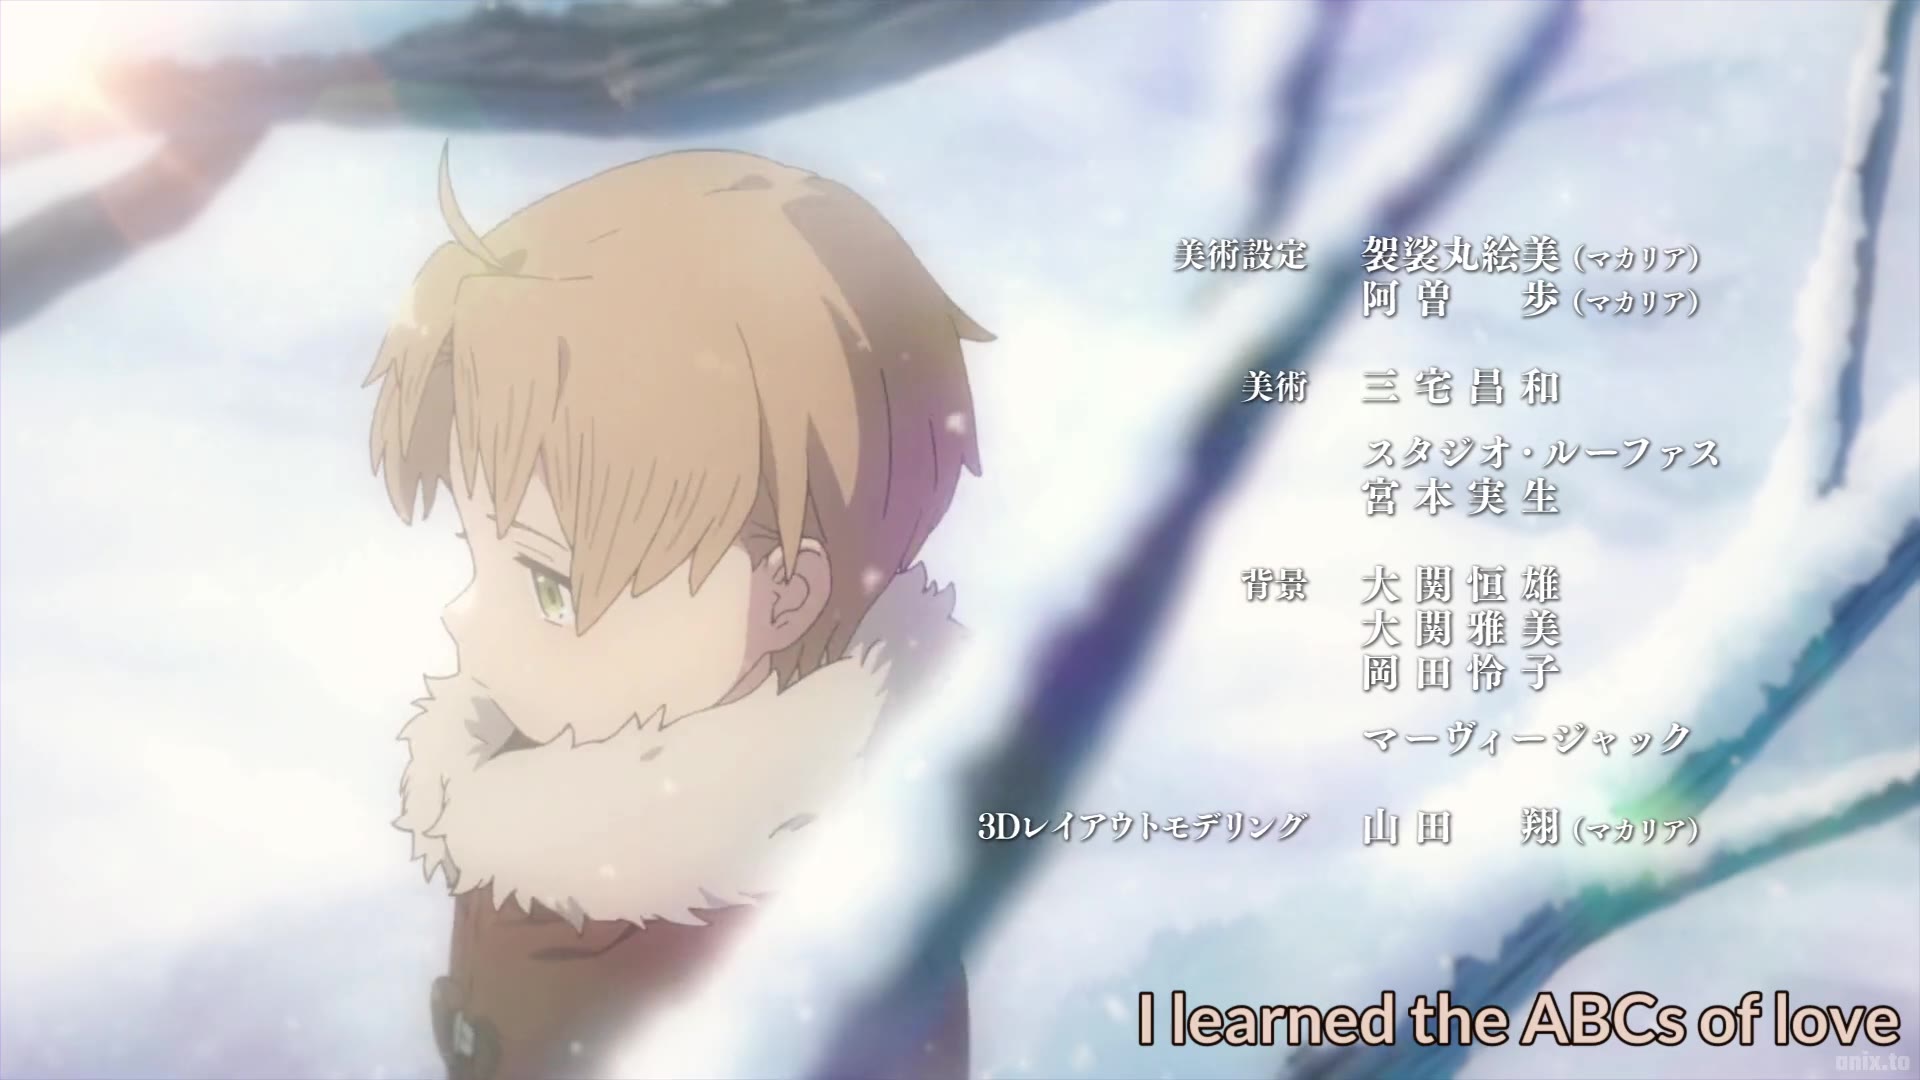 美術設定 袈裟丸絵美（マカリア）
阿曽 歩（マカリア）
美術 三宅昌和
スタジオ・ルーファス
宮本実生
背景 大関恒雄
大関雅美
岡田怜子
マーヴィージャック
3Dレイアウトモデリング 山田 翔（マカリア）
I learned the ABCs of love
anix.to